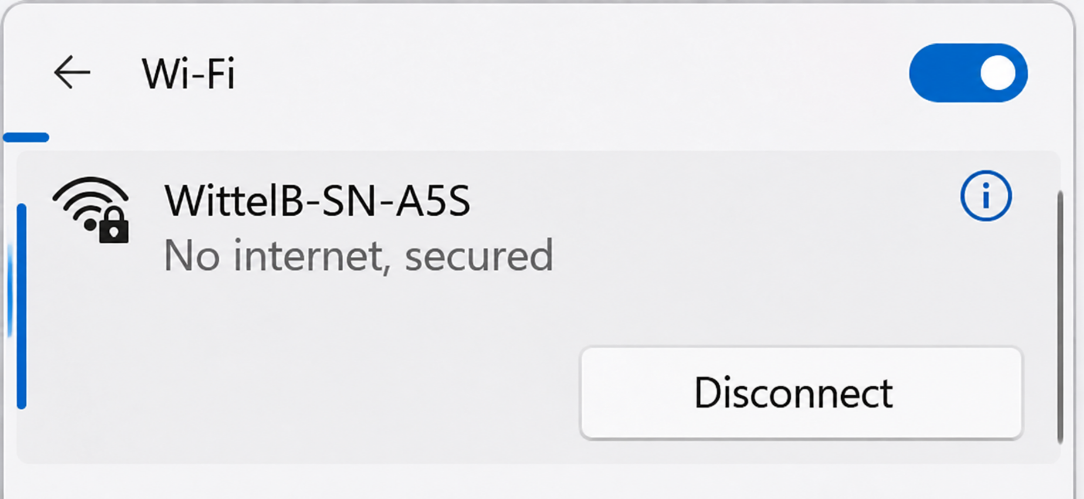 Wi-Fi
WittelB-SN-A5S
No internet, secured
Disconnect